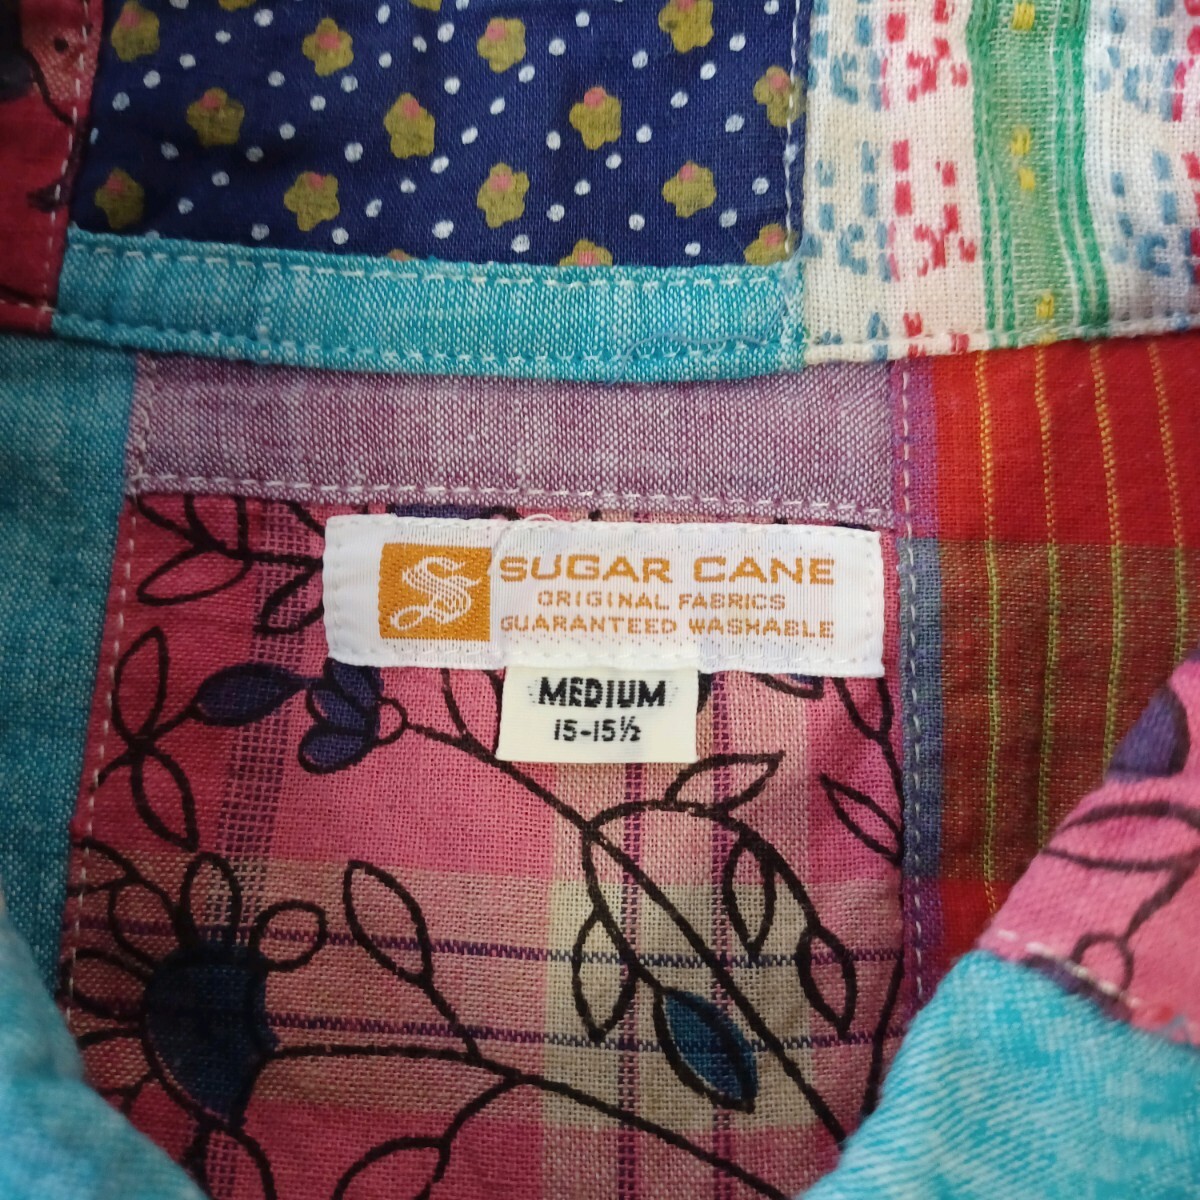 S SUGAR CANE
ORIGINAL FABRICS
GUARANTEED WASHABLE
MEDIUM
15-15½